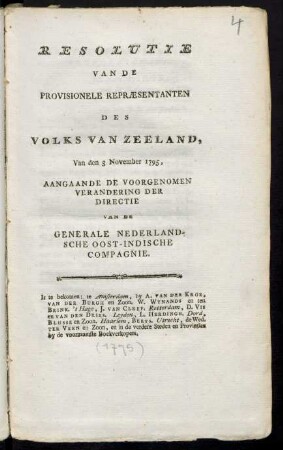 4
RESOLUTIE
VAN DE
PROVISIONELE REPRÆSENTANTEN
DES
VOLKS VAN ZEELAND,
Van den 3 November 1795,
AANGAANDE DE VOORGENOMEN
VERANDERING DER
DIRECTIE
VAN DE
GENERALE NEDERLAND-
SCHE OOST-INDISCHE
COMPAGNIE.
Is te bekomen; te Amsterdam, by A. VAN DER KROE,
VAN DER BURGH en Zoon, W. WYNANDS en ten
BRINK. 's Hage, J. VAN CLEEF, Rotterdam, D. VIS
en VAN DEN DRIES. Leyden, L. HERDINGH. Dord,
BLUSSE en Zoon. Haarlem, BEETS. Utrecht, de Wed.
TER VEEN en Zoon, en in de verdere Steden en Provintien
by de voornaamste Boekverkopers.
(1795)